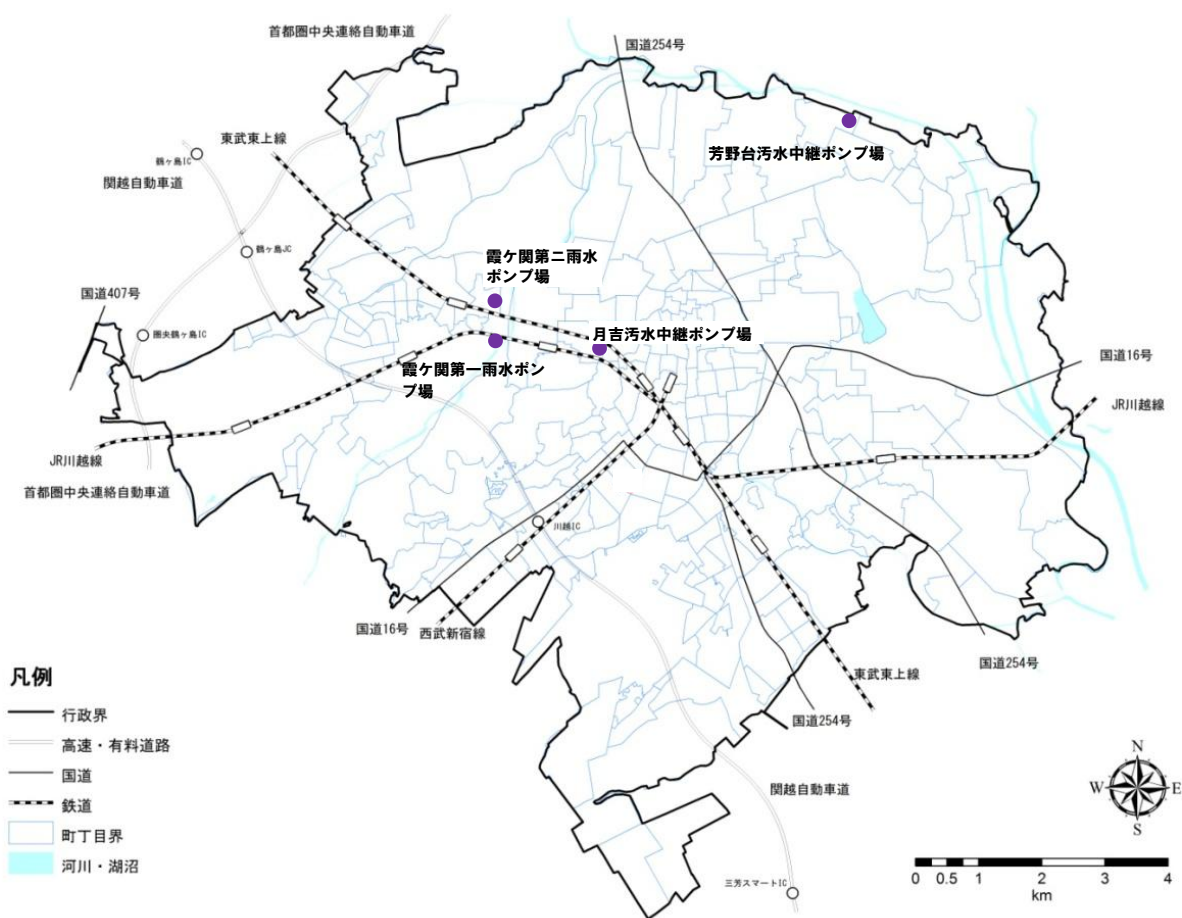 首都圏中央連絡自動車道
国道254号
東武東上線
鶴ヶ島IC
関越自動車道
芳野台汚水中継ポンプ場
鶴ヶ島JC
霞ケ関第二雨水
ポンプ場
国道407号
圏央鶴ヶ島IC
月吉汚水中継ポンプ場
国道16号
霞ケ関第一雨水ポン
プ場
JR川越線
JR川越線
首都圏中央連絡自動車道
川越IC
国道16号
西武新宿線
国道254号
東武東上線
国道254号
関越自動車道
三芳スマートIC
凡例
行政界
高速・有料道路
国道
鉄道
町丁目界
河川・湖沼
N
W
E
S
0 0.5 1 2 3 4
km